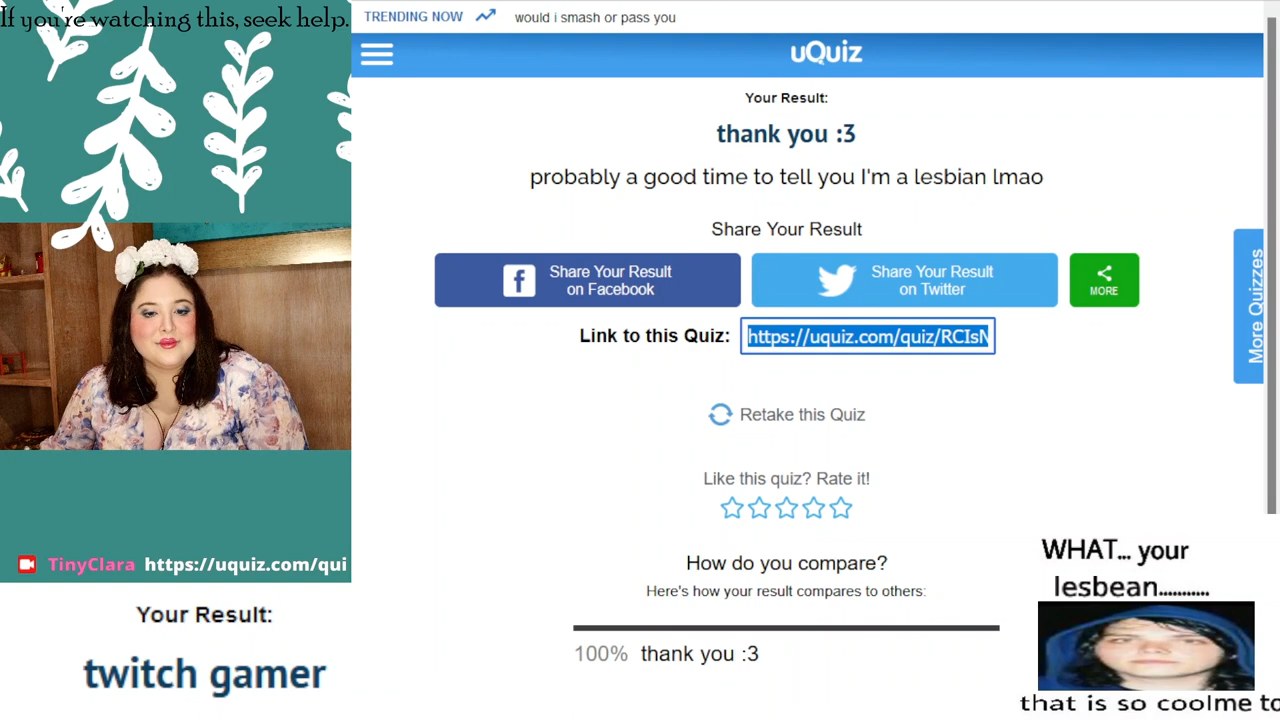 If you're watching this, seek help.
TRENDING NOW would i smash or pass you
uQuiz
Your Result:
thank you :3
probably a good time to tell you I'm a lesbian lmao
Share Your Result
Share Your Result
on Facebook
Share Your Result
on Twitter
MORE
More Quizzes
Link to this Quiz: https://uquiz.com/quiz/RCIsN
Retake this Quiz
Like this quiz? Rate it!
How do you compare?
Here's how your result compares to others:
100% thank you :3
TinyClara https://uquiz.com/qui
Your Result:
twitch gamer
WHAT... your
lesbean...........
that is so coolme to